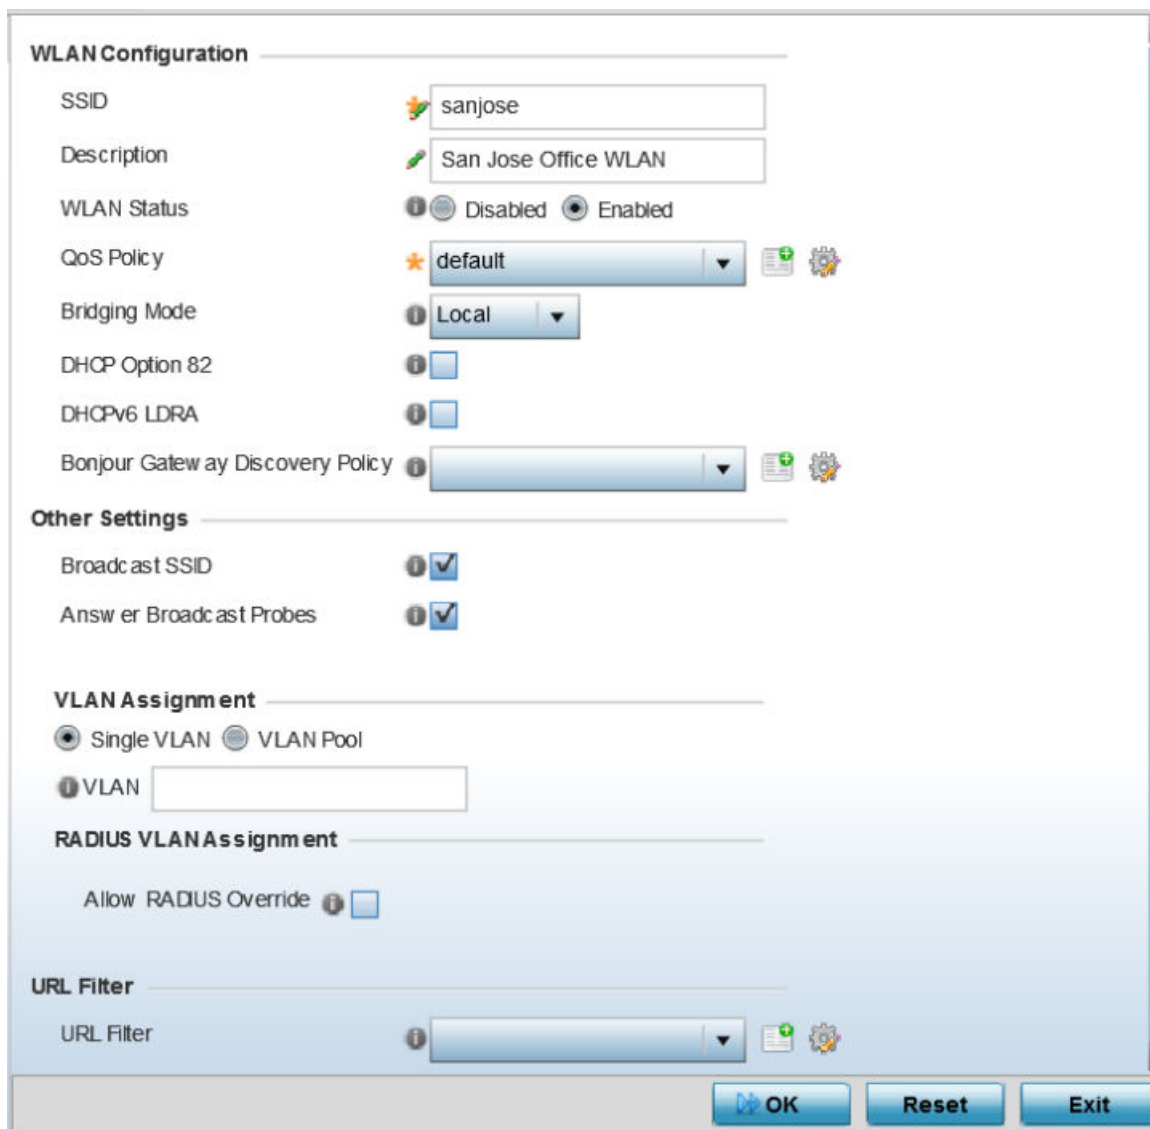 WLAN Configuration
SSID sanjose
Description San Jose Office WLAN
WLAN Status Disabled Enabled
QoS Policy default
Bridging Mode Local
DHCP Option 82
DHCPv6 LDRA
Bonjour Gateway Discovery Policy
Other Settings
Broadcast SSID
Answer Broadcast Probes
VLAN Assignment
Single VLAN VLAN Pool
VLAN
RADIUS VLAN Assignment
Allow RADIUS Override
URL Filter
URL Filter
OK Reset Exit